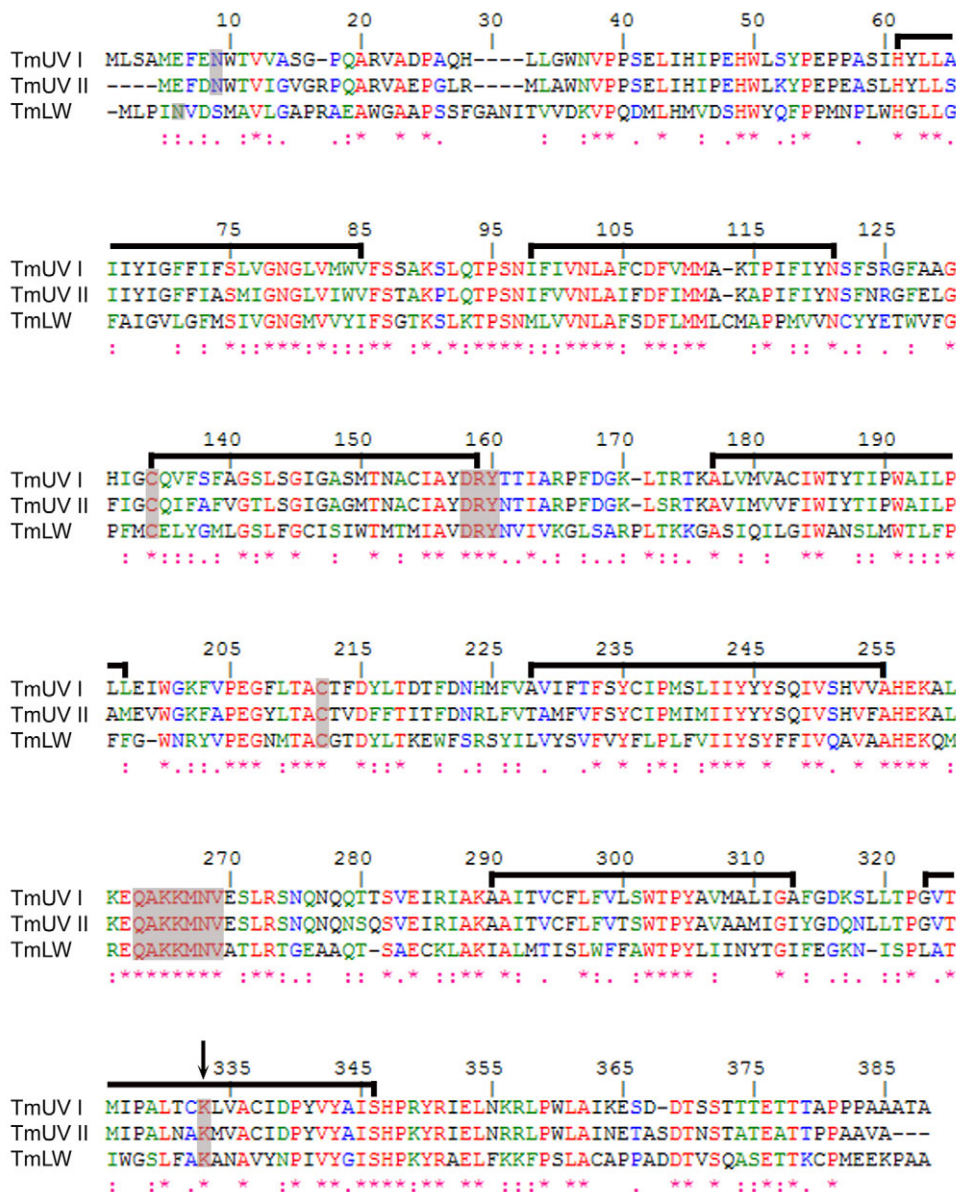 10 20 30 40 50 60
TmUV I MLSAMEFENWTVVASG-PQARVADPAQH----LLGWNVPPSELIHIPEHWLSYPEPPASIHYLLA
TmUV II ----MEFDNWTVIGVGRPQARVAEPGLR----MLAWNVPPSELIHIPEHWLKYPEPEASLHYLLS
TmLW -MLPINVDSMAVLGAPRAEAWGAAPSSFGANITVVDKVPQDMLHMVDSHWYQFPPMNPLWHGLLG
75 85 95 105 115 125
TmUV I IIYIGFFIFSLVGNGLVMWVFSSAKSLQTPSNIFIVNLAFCDFVMMA-KTPIFIYNSFSRGFAAG
TmUV II IIYIGFFIASMIGNGLVIWVFSTAKPLQTPSNIFVVNLAIFDFIMMA-KAPIFIYNSFNRGFELG
TmLW FAIGVLGFMSIVGNGMVVYIFSGTKSLKTPSNMLVVNLAFSDFLMMLCMAPPMVVNCYYETWVFG
140 150 160 170 180 190
TmUV I HIGCQVFSFAGSLSGIGASMTNACIAYDRYTTIARPFDGK-LTRTKALVMVACIWTYTIPWAILP
TmUV II FIGCQIFAFVGTLSGIGAGMTNACIAYDRYNTIARPFDGK-LSRTKAVIMVVFIWIYTIPWAILP
TmLW PFMCELYGMLGSLFGCISIWTMTMIAVDRYNVIVKGLSARPLTKKGASIQILGIWANSLMWTLFP
205 215 225 235 245 255
TmUV I LLEIWGKFVPEGFLTACTFDYLTDTFDNHMFVAVIFTFSYCIPMSLIIYYYSQIVSHVVAHEKAL
TmUV II AMEVWGKFAPEGYLTACTVDFFTITFDNRLFVTAMFVFSYCIPMIMIIYYYSQIVSHVFAHEKAL
TmLW FFG-WNRYVPEGNMTACGTDYLTKEWFSRSYILVYSVFVYFLPLFVIIYSYFFIVQAVAAHEKQM
270 280 290 300 310 320
TmUV I KEQAKKMNVESLRSNQNQQTTSVEIRIAKAAITVCFLFVLSWTPYAVMALIGAFGDKSLLTPGVT
TmUV II KEQAKKMNVESLRSNQNQNSQSVEIRIAKAAITVCFLFVTSWTPYAVAAMIGIYGDQNLLTPGVT
TmLW REQAKKMNVATLRTGEAAQT-SAECKLAKIALMTISLWFFAWTPYLIINYTGIFEGKN-ISPLAT
335 345 355 365 375 385
TmUV I MIPALTCKLVACIDPYVYAISHPRYRIELNKRLPWLAIKESD-DTSSTTTETTTAPPPAAATA
TmUV II MIPALNAKMVACIDPYVYAISHPKYRIELNRRLPWLAINETASDTNSTATEATTPPAAVA---
TmLW IWGSLFAKANAVYNPIVYGISHPKYRAELFKKFPSLACAPPADDTVSQASETTKCPMEEKPAA